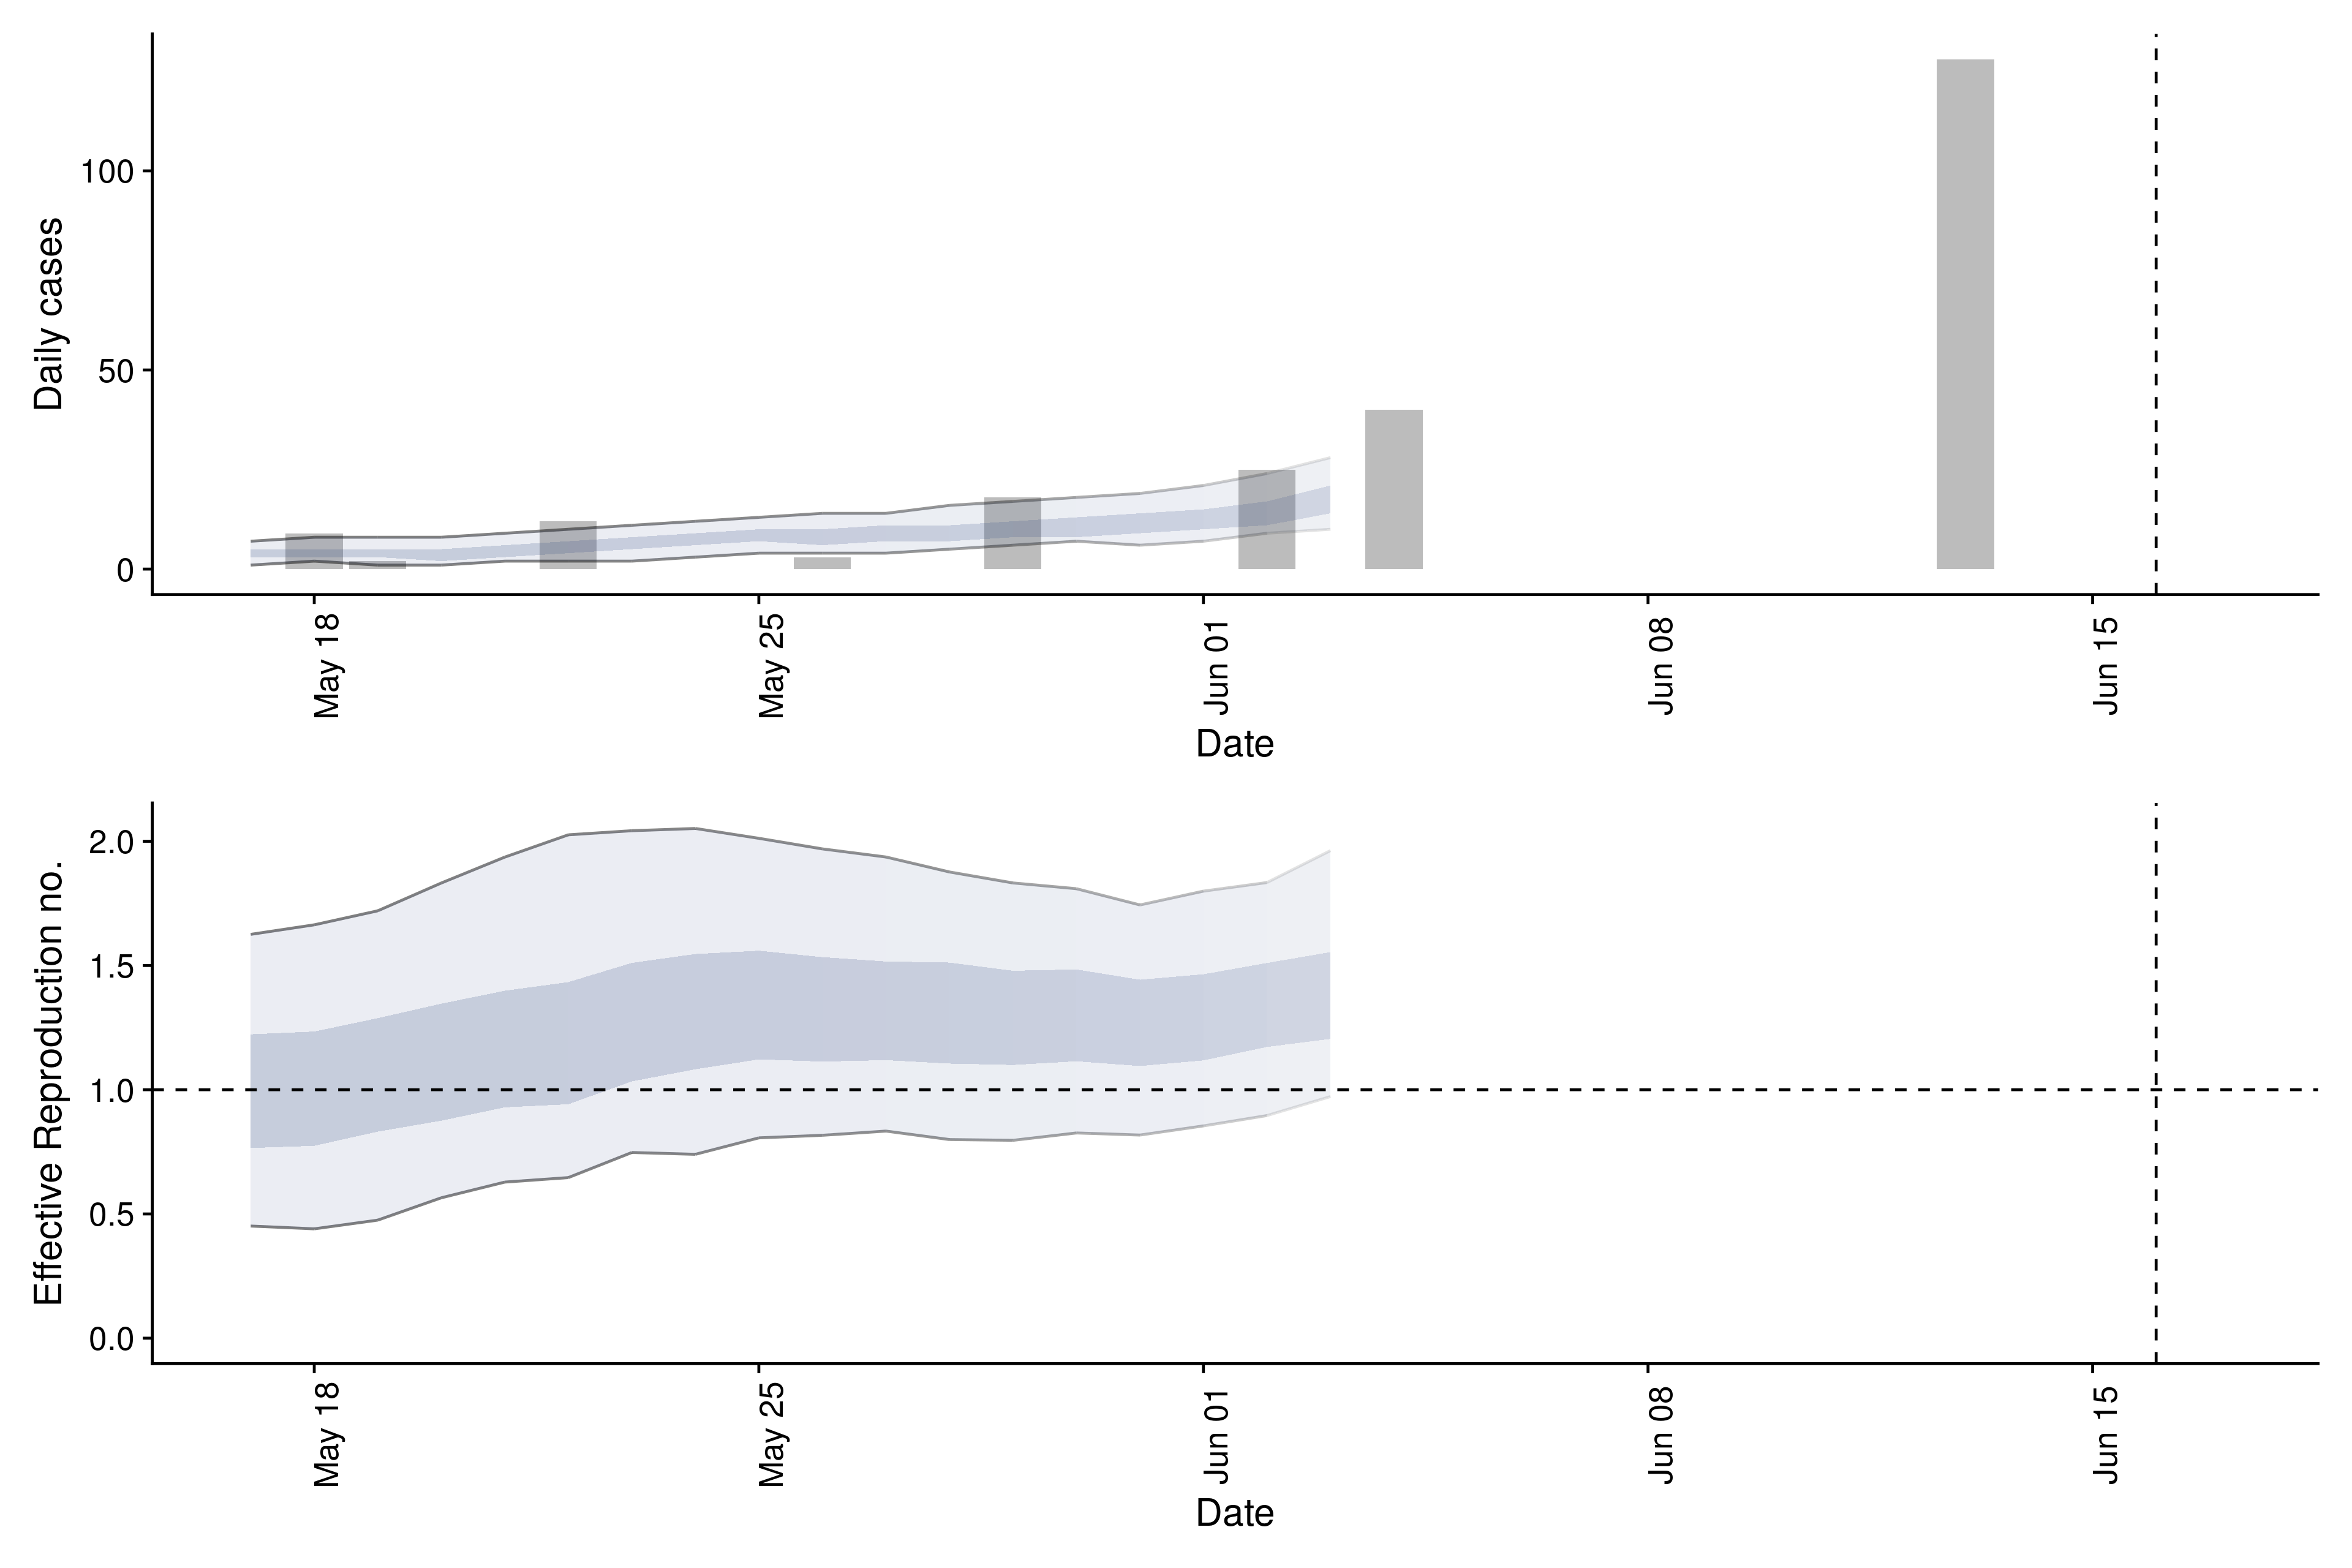 Daily cases
100
50
0
May 18
May 25
Jun 01
Jun 08
Jun 15
Date
Effective Reproduction no.
2.0
1.5
1.0
0.5
0.0
May 18
May 25
Jun 01
Jun 08
Jun 15
Date